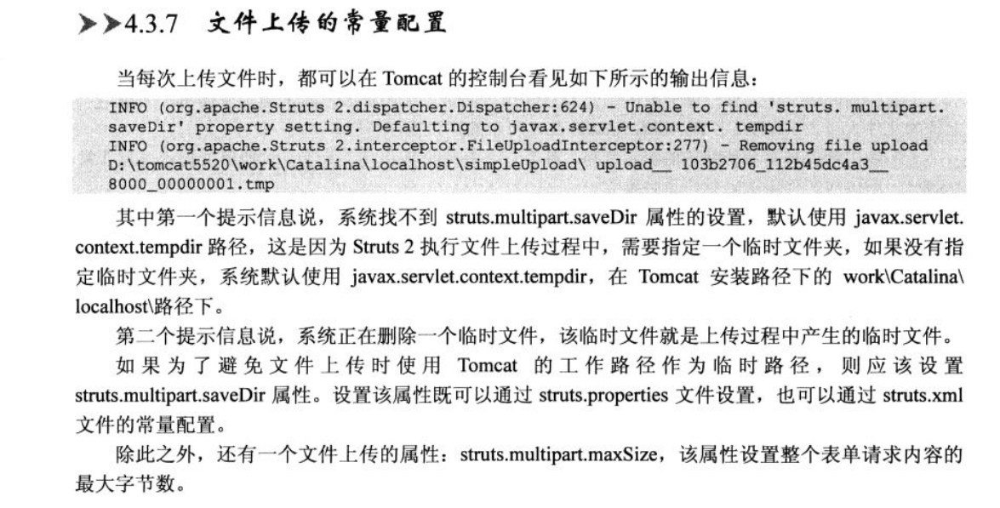 4.3.7 文件上传的常量配置
当每次上传文件时，都可以在 Tomcat 的控制台看见如下所示的输出信息：
INFO (org.apache.Struts 2.dispatcher.Dispatcher:624) - Unable to find 'struts. multipart.
saveDir' property setting. Defaulting to javax.servlet.context. tempdir
INFO (org.apache.Struts 2.interceptor.FileUploadInterceptor:277) - Removing file upload
D:\tomcat5520\work\Catalina\localhost\simpleUpload\ upload__ 103b2706_112b45dc4a3__
8000_00000001.tmp
其中第一个提示信息说，系统找不到 struts.multipart.saveDir 属性的设置，默认使用 javax.servlet.
context.tempdir 路径，这是因为 Struts 2 执行文件上传过程中，需要指定一个临时文件夹，如果没有指
定临时文件夹，系统默认使用 javax.servlet.context.tempdir，在 Tomcat 安装路径下的 work\Catalina\
localhost\路径下。
第二个提示信息说，系统正在删除一个临时文件，该临时文件就是上传过程中产生的临时文件。
如果为了避免文件上传时使用 Tomcat 的工作路径作为临时路径，则应该设置
struts.multipart.saveDir 属性。设置该属性既可以通过 struts.properties 文件设置，也可以通过 struts.xml
文件的常量配置。
除此之外，还有一个文件上传的属性：struts.multipart.maxSize，该属性设置整个表单请求内容的
最大字节数。